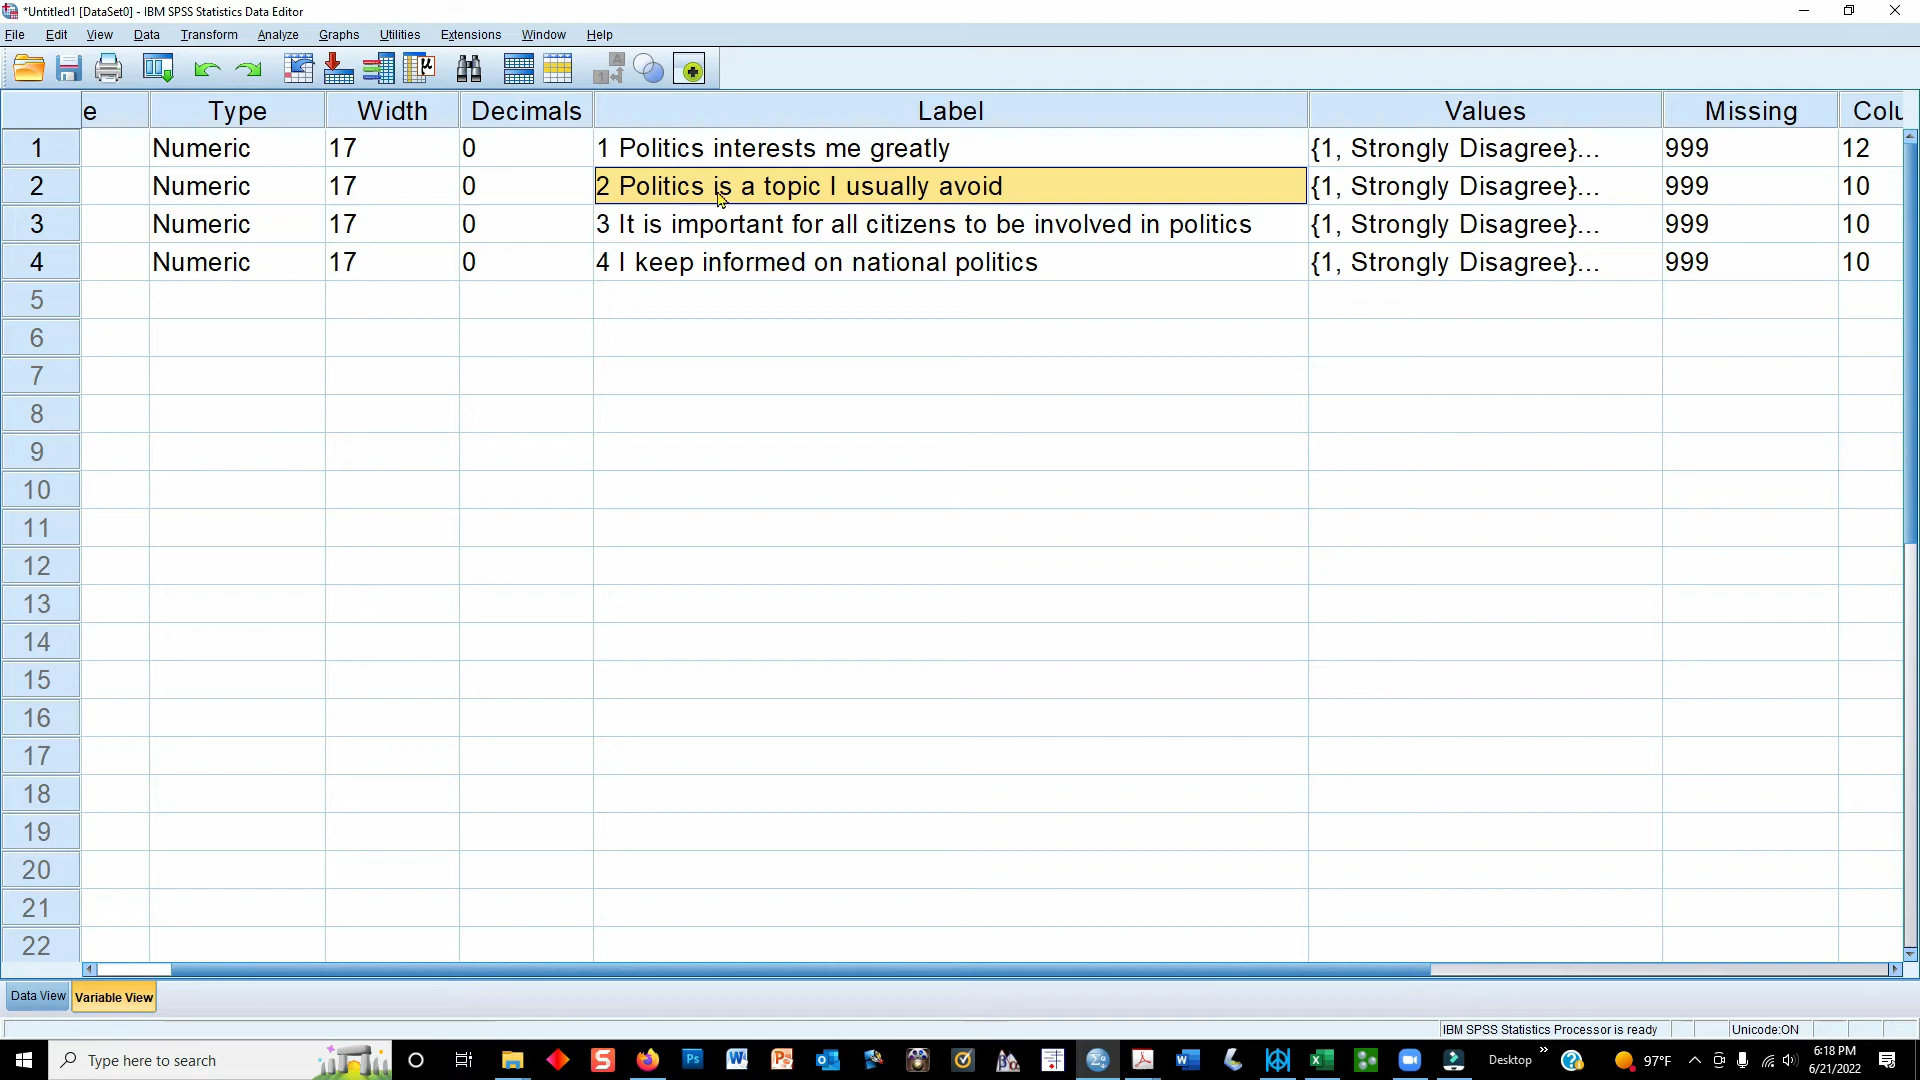 *Untitled1 [DataSet0] - IBM SPSS Statistics Data Editor
File Edit View Data Transform Analyze Graphs Utilities Extensions Window Help
e Type Width Decimals Label Values Missing Colu
1 Numeric 17 0 1 Politics interests me greatly {1, Strongly Disagree}... 999 12
2 Numeric 17 0 2 Politics is a topic I usually avoid {1, Strongly Disagree}... 999 10
3 Numeric 17 0 3 It is important for all citizens to be involved in politics {1, Strongly Disagree}... 999 10
4 Numeric 17 0 4 I keep informed on national politics {1, Strongly Disagree}... 999 10
5
6
7
8
9
10
11
12
13
14
15
16
17
18
19
20
21
22
Data View Variable View
IBM SPSS Statistics Processor is ready Unicode:ON
Type here to search Desktop 97°F 6:18 PM
6/21/2022